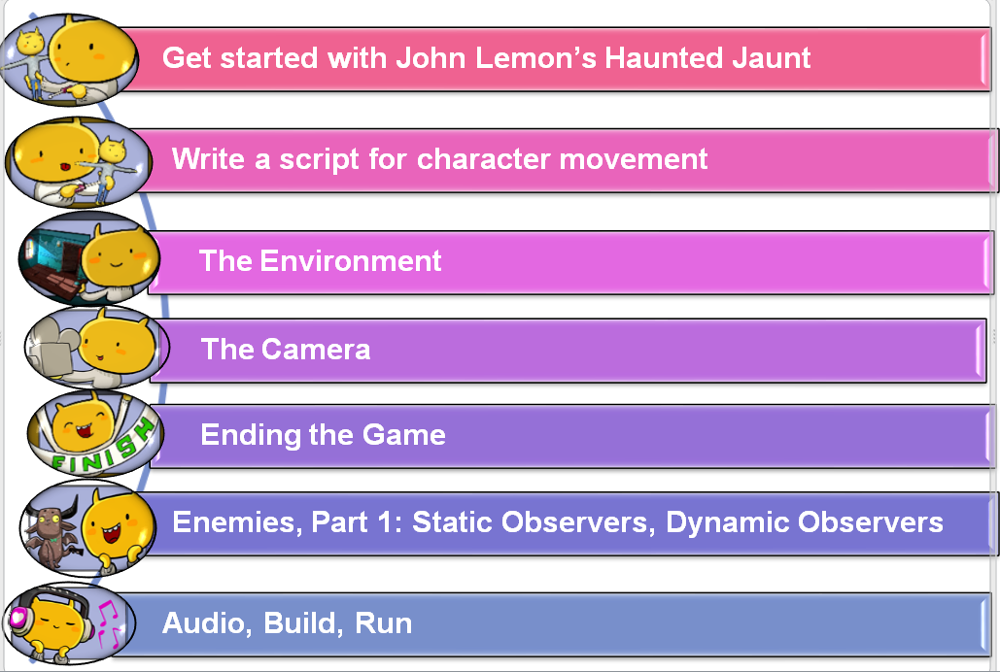 Get started with John Lemon’s Haunted Jaunt
Write a script for character movement
The Environment
The Camera
Ending the Game
FINISH
Enemies, Part 1: Static Observers, Dynamic Observers
Audio, Build, Run